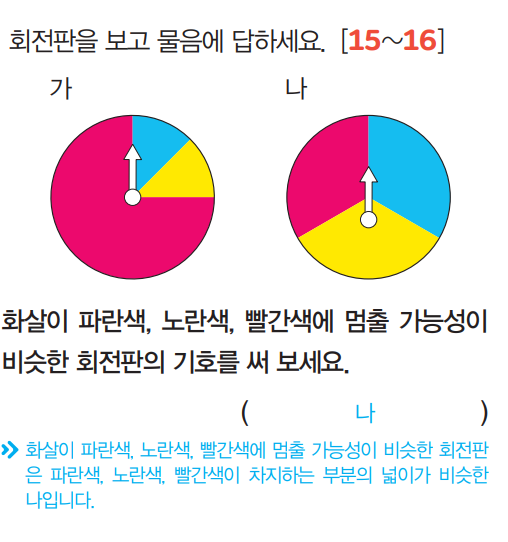 회전판을 보고 물음에 답하세요. [15~16]
가 나
화살이 파란색, 노란색, 빨간색에 멈출 가능성이
비슷한 회전판의 기호를 써 보세요.
( 나 )
화살이 파란색, 노란색, 빨간색에 멈출 가능성이 비슷한 회전판
은 파란색, 노란색, 빨간색이 차지하는 부분의 넓이가 비슷한
나입니다.